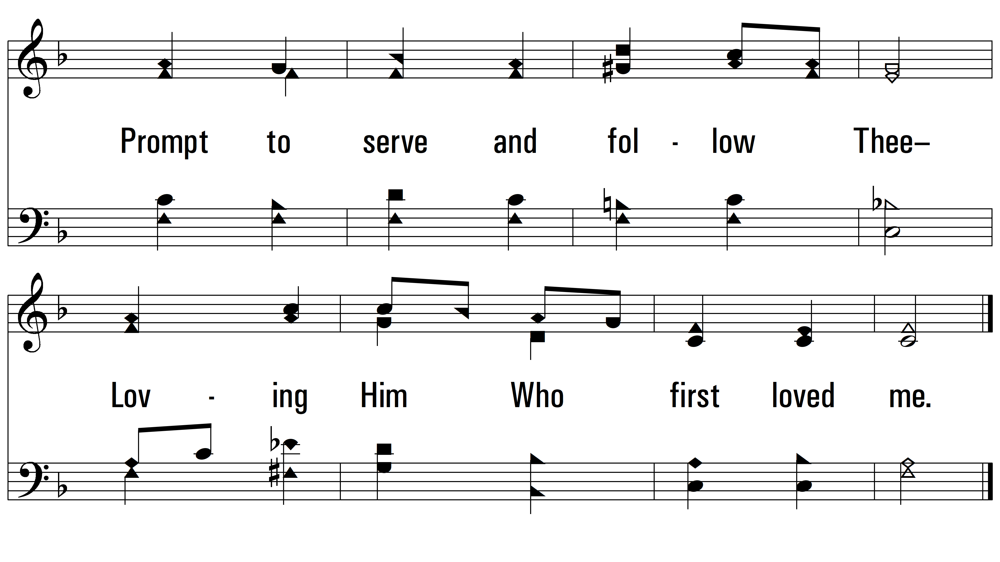 Prompt to serve and fol - low Thee–
Lov - ing Him Who first loved me.